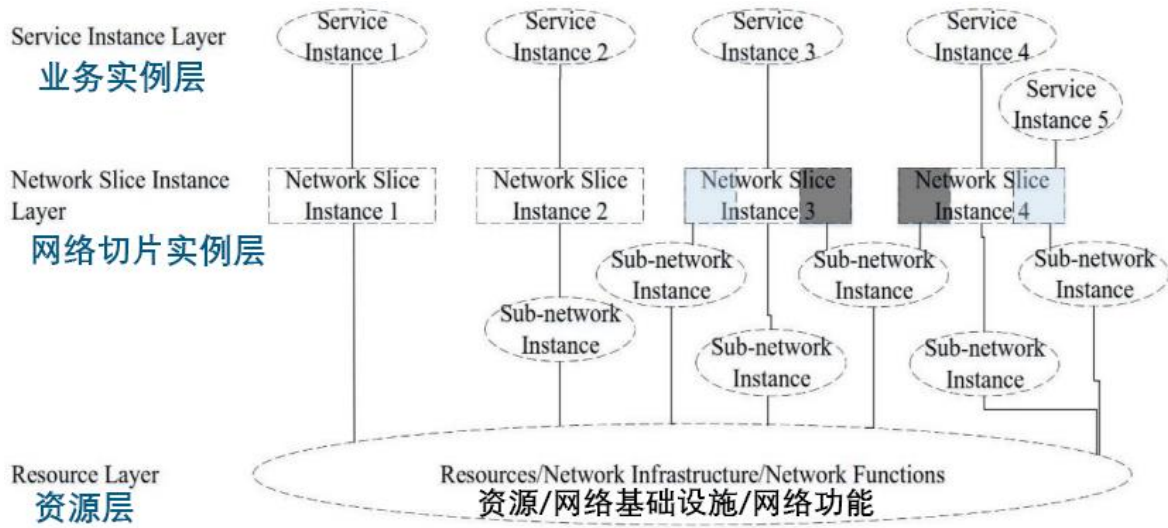 Service Instance Layer
业务实例层
Service
Instance 1
Service
Instance 2
Service
Instance 3
Service
Instance 4
Service
Instance 5
Network Slice Instance
Layer
网络切片实例层
Network Slice
Instance 1
Network Slice
Instance 2
Network Slice
Instance 3
Network Slice
Instance 4
Sub-network
Instance
Sub-network
Instance
Sub-network
Instance
Sub-network
Instance
Sub-network
Instance
Sub-network
Instance
Resource Layer
资源层
Resources/Network Infrastructure/Network Functions
资源/网络基础设施/网络功能